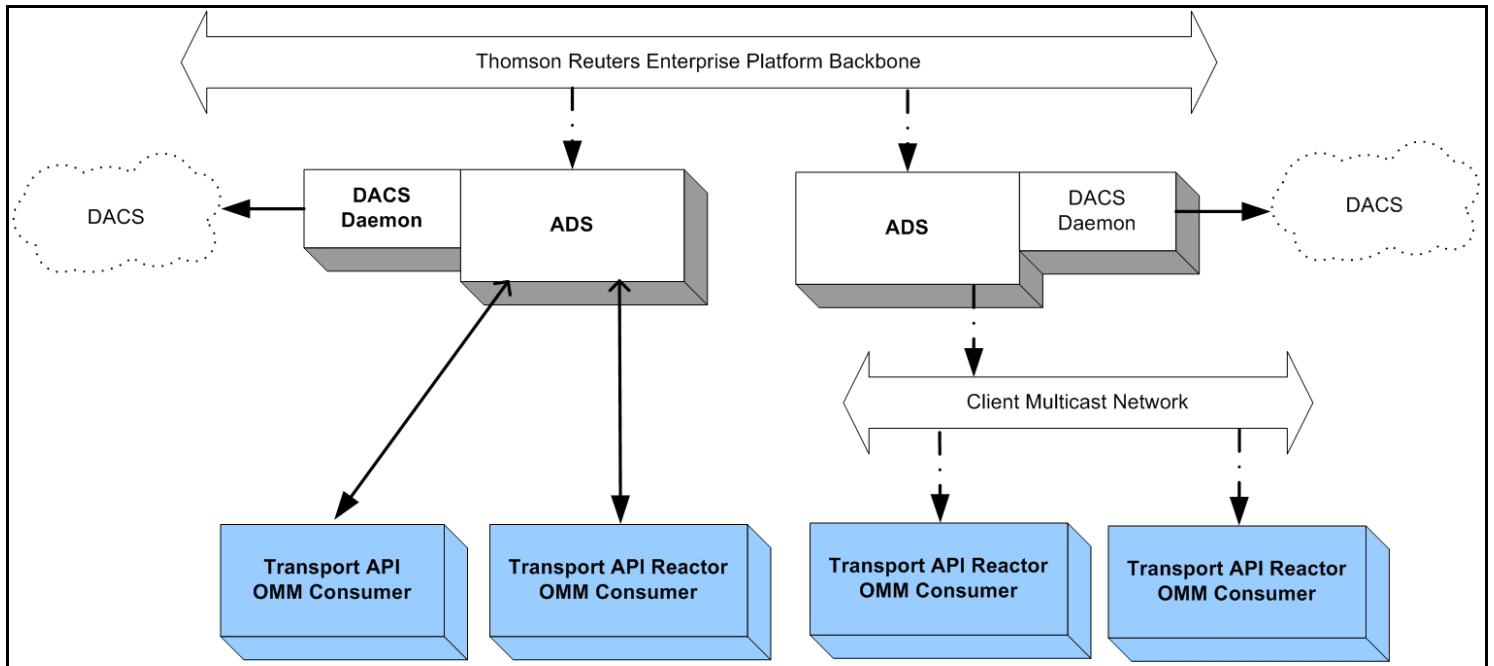 Thomson Reuters Enterprise Platform Backbone
DACS
DACS
Daemon
ADS
ADS
DACS
Daemon
DACS
Client Multicast Network
Transport API
OMM Consumer
Transport API Reactor
OMM Consumer
Transport API Reactor
OMM Consumer
Transport API Reactor
OMM Consumer